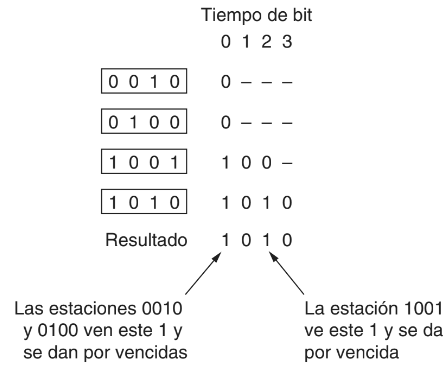 Tiempo de bit
0 1 2 3
0 0 1 0 0 – – –
0 1 0 0 0 – – –
1 0 0 1 1 0 0 –
1 0 1 0 1 0 1 0
Resultado 1 0 1 0
Las estaciones 0010
y 0100 ven este 1 y
se dan por vencidas
La estación 1001
ve este 1 y se da
por vencida